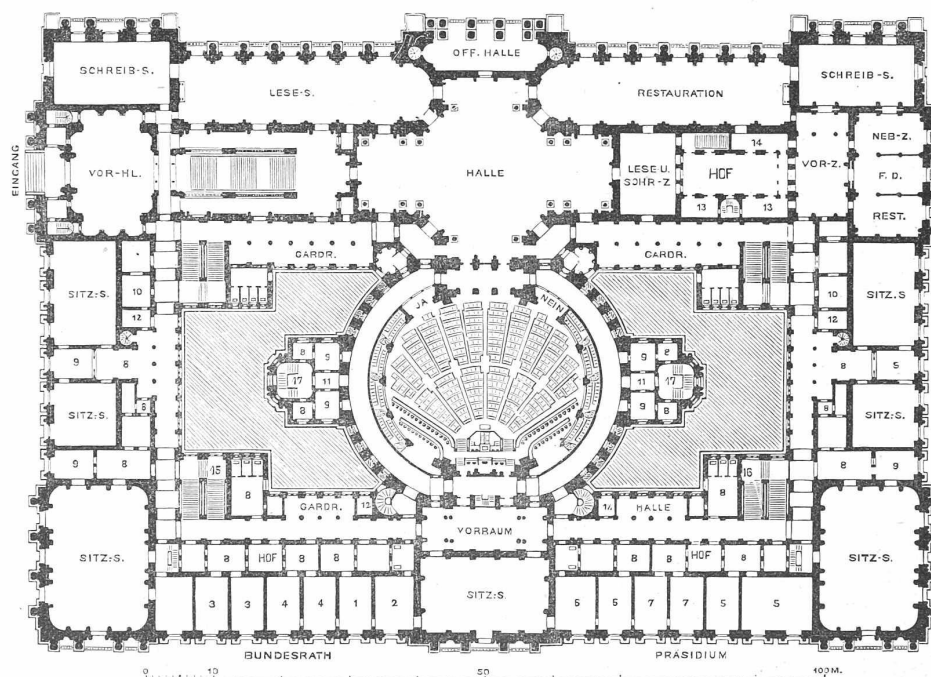 OFF. HALLE
SCHREIB-S.
SCHREIB-S.
LESE-S.
RESTAURATION
EINGANG
VOR-HL.
HALLE
LESE U.
SCHR-Z
HOF
14
13
13
VOR-Z.
NEB-Z.
F. D.
REST.
GARDR.
GARDR.
SITZ-S.
10
12
JA
NEIN
10
12
SITZ.S
9
8
8
9
17
11
8
9
9
8
11
17
9
8
8
5
SITZ-S.
8
8
SITZ-S.
9
8
15
8
16
8
8
9
GARDR.
12
14
HALLE
VORRAUM
SITZ-S.
8
HOF
8
8
8
8
HOF
8
SITZ-S.
3
3
4
4
1
2
SITZ-S.
6
5
7
7
5
5
BUNDESRATH
PRÄSIDIUM
0
10
50
100 M.